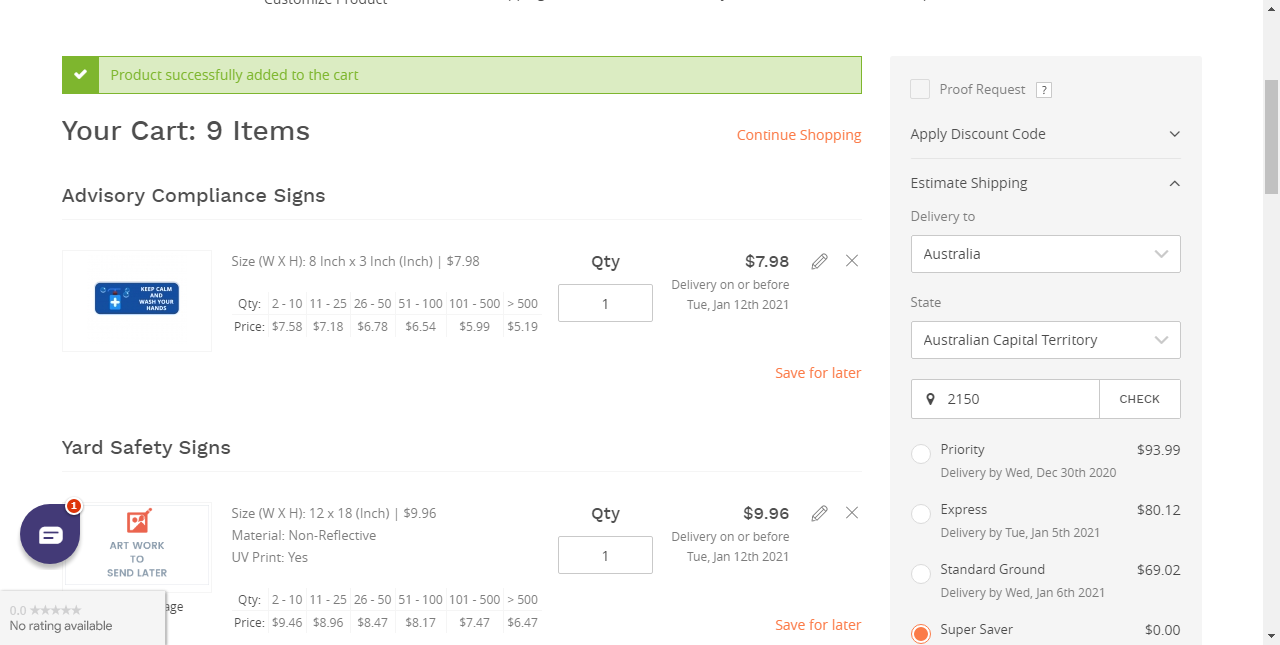 Customize Product
Product successfully added to the cart
Your Cart: 9 Items
Continue Shopping
Advisory Compliance Signs
KEEP CALM
AND
WASH YOUR
HANDS
Size (W X H): 8 Inch x 3 Inch (Inch) | $7.98
Qty: 2 - 10 11 - 25 26 - 50 51 - 100 101 - 500 > 500
Price: $7.58 $7.18 $6.78 $6.54 $5.99 $5.19
Qty
1
$7.98
Delivery on or before
Tue, Jan 12th 2021
Save for later
Yard Safety Signs
ART WORK
TO
SEND LATER
age
Size (W X H): 12 x 18 (Inch) | $9.96
Material: Non-Reflective
UV Print: Yes
Qty: 2 - 10 11 - 25 26 - 50 51 - 100 101 - 500 > 500
Price: $9.46 $8.96 $8.47 $8.17 $7.47 $6.47
Qty
1
$9.96
Delivery on or before
Tue, Jan 12th 2021
Save for later
1
0.0
No rating available
Proof Request ?
Apply Discount Code
Estimate Shipping
Delivery to
Australia
State
Australian Capital Territory
2150 CHECK
Priority $93.99
Delivery by Wed, Dec 30th 2020
Express $80.12
Delivery by Tue, Jan 5th 2021
Standard Ground $69.02
Delivery by Wed, Jan 6th 2021
Super Saver $0.00